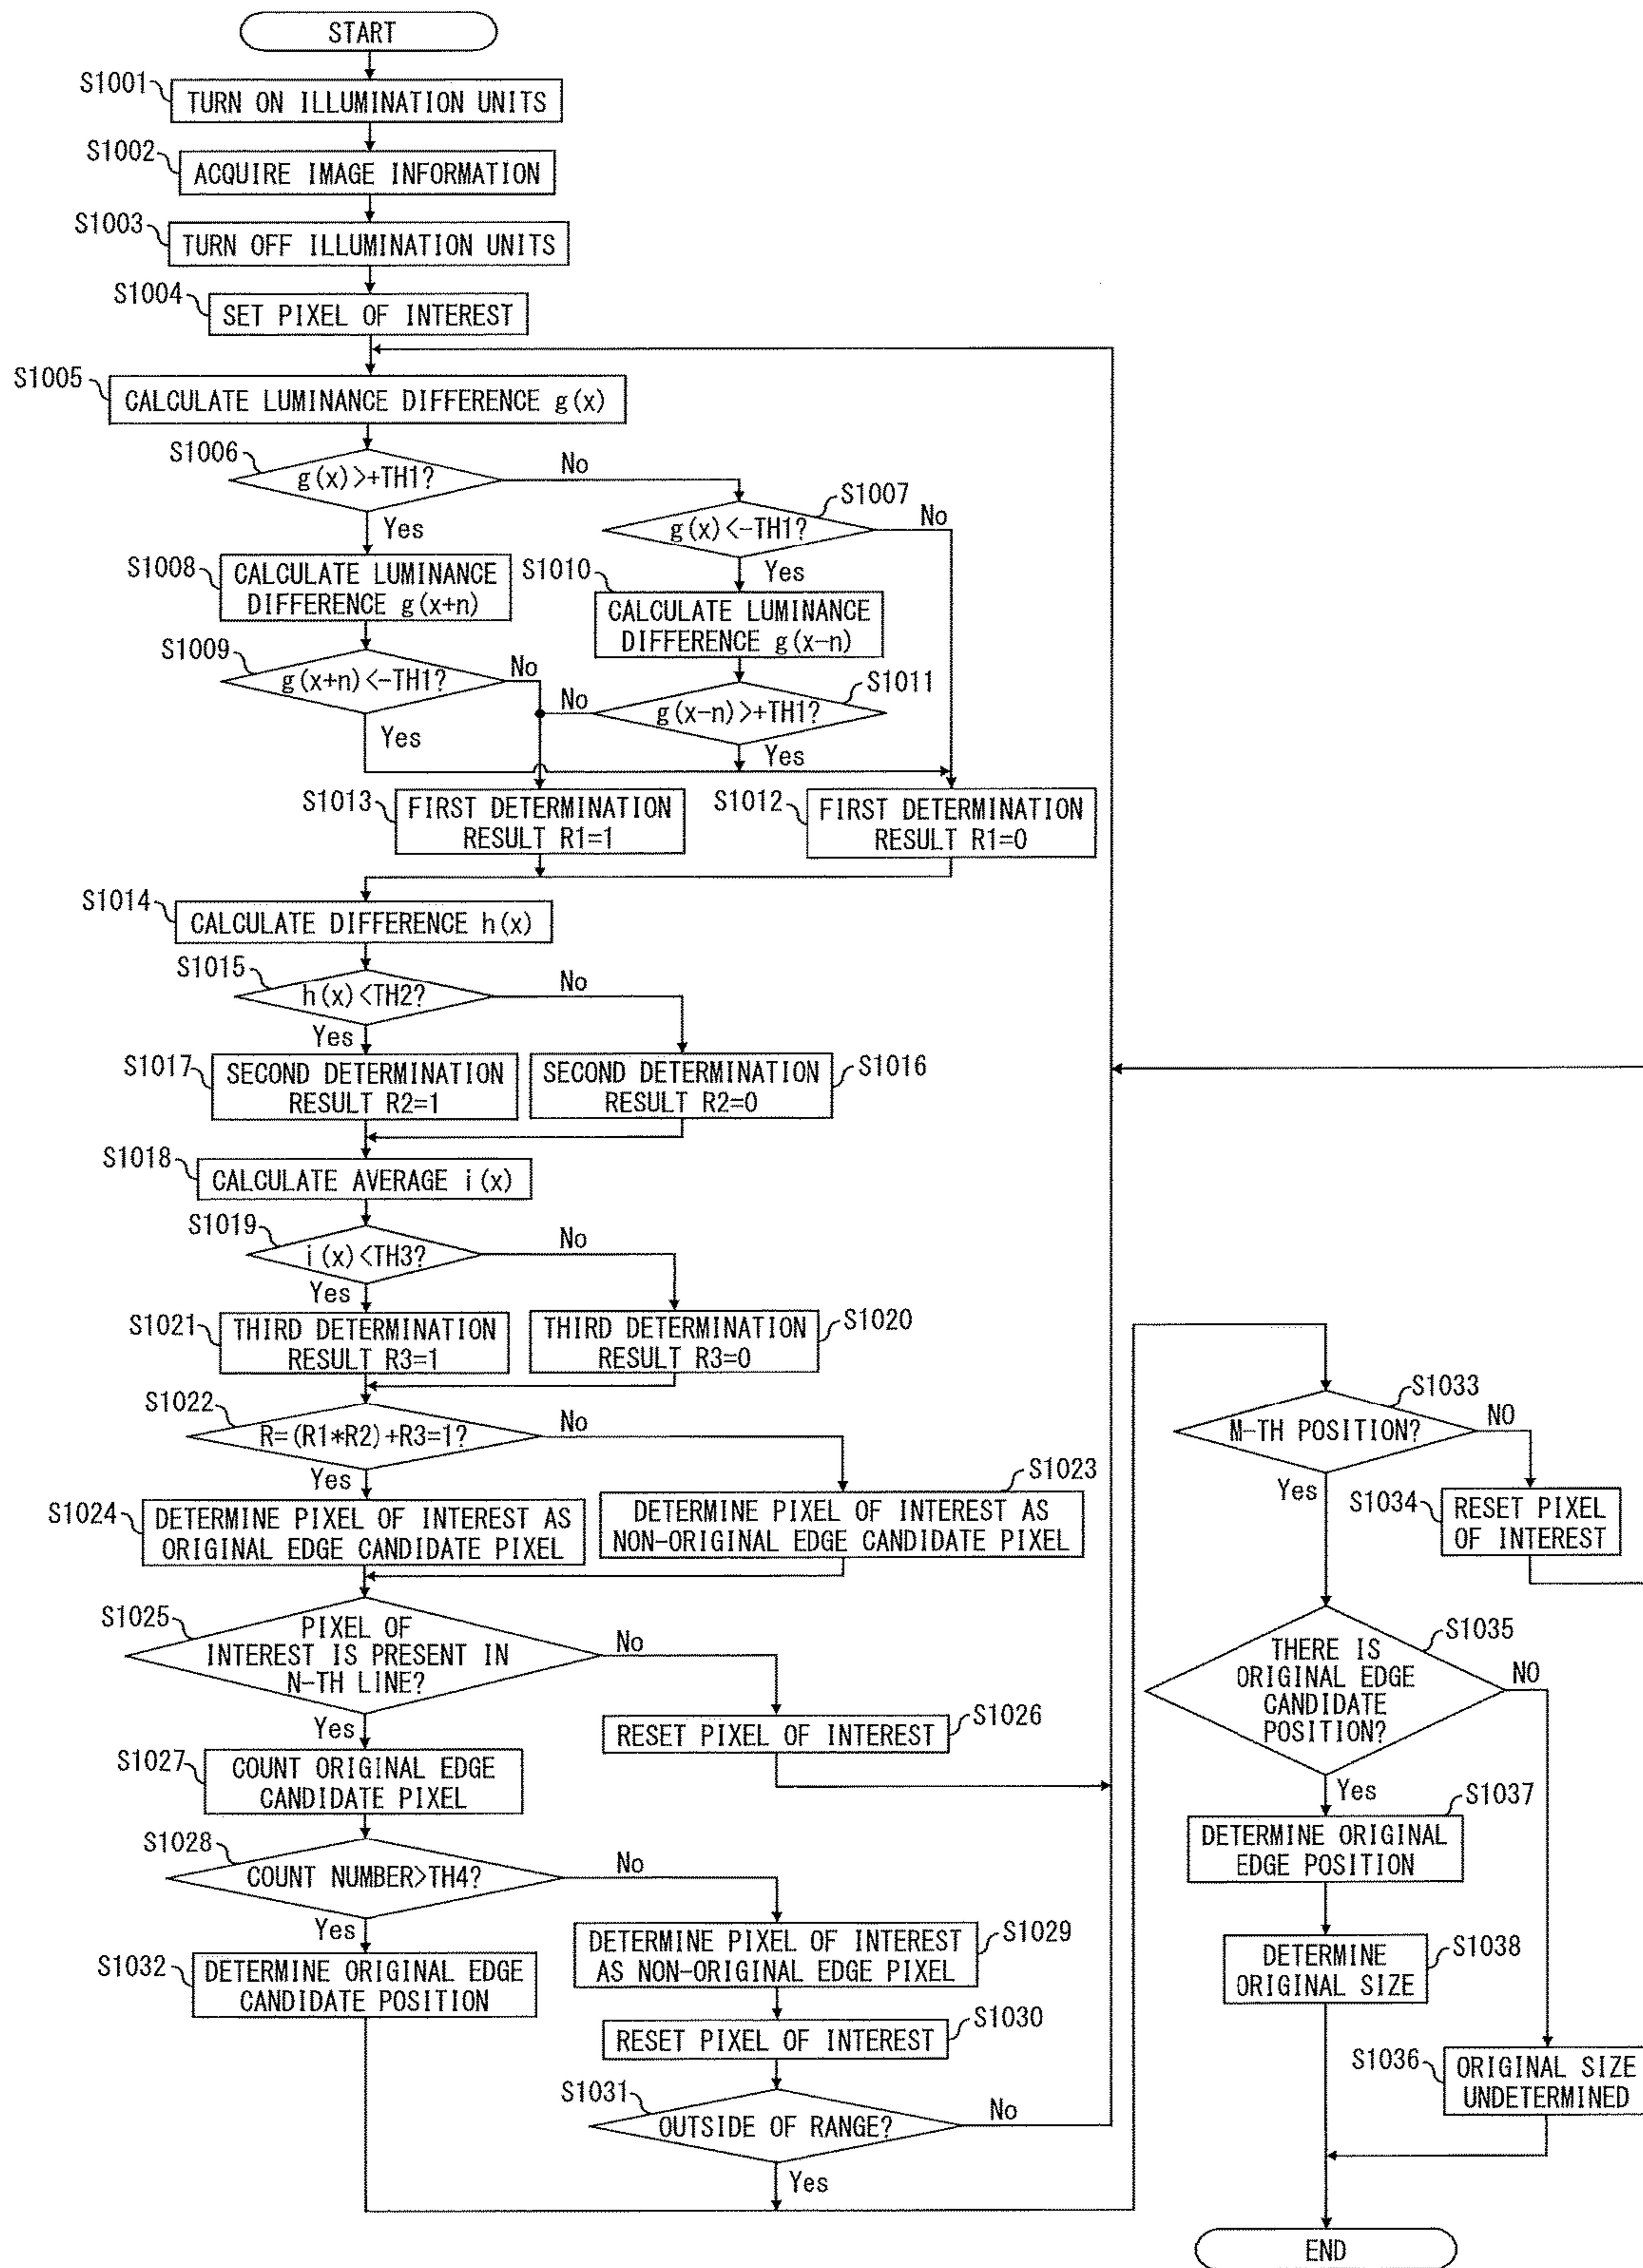 START
S1001
TURN ON ILLUMINATION UNITS
S1002
ACQUIRE IMAGE INFORMATION
S1003
TURN OFF ILLUMINATION UNITS
S1004
SET PIXEL OF INTEREST
S1005
CALCULATE LUMINANCE DIFFERENCE g(x)
S1006
g(x)>+TH1?
No
Yes
S1007
g(x)<-TH1?
No
Yes
S1008
CALCULATE LUMINANCE
DIFFERENCE g(x+n)
S1010
CALCULATE LUMINANCE
DIFFERENCE g(x-n)
S1009
g(x+n)<-TH1?
No
Yes
S1011
g(x-n)>+TH1?
No
Yes
S1013
FIRST DETERMINATION
RESULT R1=1
S1012
FIRST DETERMINATION
RESULT R1=0
S1014
CALCULATE DIFFERENCE h(x)
S1015
h(x)<TH2?
No
Yes
S1017
SECOND DETERMINATION
RESULT R2=1
S1016
SECOND DETERMINATION
RESULT R2=0
S1018
CALCULATE AVERAGE i(x)
S1019
i(x)<TH3?
No
Yes
S1021
THIRD DETERMINATION
RESULT R3=1
S1020
THIRD DETERMINATION
RESULT R3=0
S1022
R=(R1*R2)+R3=1?
No
Yes
S1024
DETERMINE PIXEL OF INTEREST AS
ORIGINAL EDGE CANDIDATE PIXEL
S1023
DETERMINE PIXEL OF INTEREST AS
NON-ORIGINAL EDGE CANDIDATE PIXEL
S1025
PIXEL OF
INTEREST IS PRESENT IN
N-TH LINE?
No
Yes
S1026
RESET PIXEL OF INTEREST
S1027
COUNT ORIGINAL EDGE
CANDIDATE PIXEL
S1028
COUNT NUMBER>TH4?
No
Yes
S1029
DETERMINE PIXEL OF INTEREST
AS NON-ORIGINAL EDGE PIXEL
S1032
DETERMINE ORIGINAL EDGE
CANDIDATE POSITION
S1030
RESET PIXEL OF INTEREST
S1031
OUTSIDE OF RANGE?
No
Yes
S1033
M-TH POSITION?
NO
Yes
S1034
RESET PIXEL
OF INTEREST
S1035
THERE IS
ORIGINAL EDGE
CANDIDATE
POSITION?
NO
Yes
S1037
DETERMINE ORIGINAL
EDGE POSITION
S1038
DETERMINE
ORIGINAL SIZE
S1036
ORIGINAL SIZE
UNDETERMINED
END